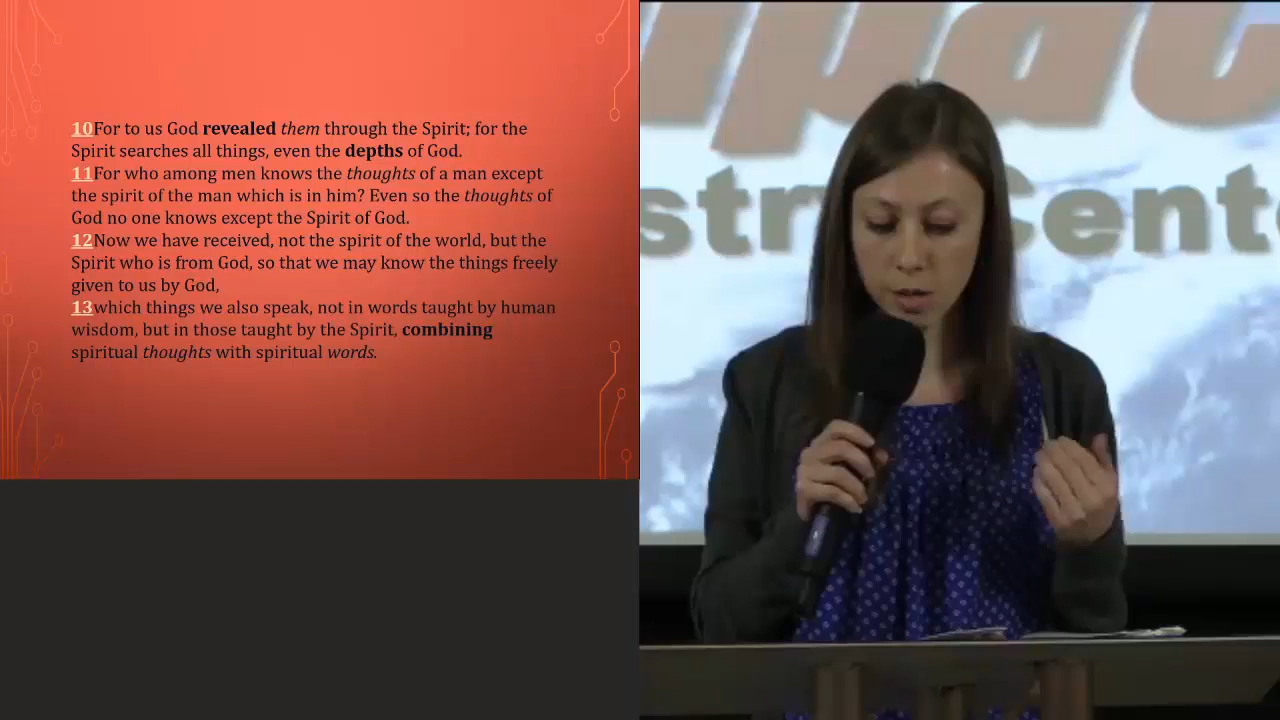 10For to us God revealed them through the Spirit; for the
Spirit searches all things, even the depths of God.
11For who among men knows the thoughts of a man except
the spirit of the man which is in him? Even so the thoughts of
God no one knows except the Spirit of God.
12Now we have received, not the spirit of the world, but the
Spirit who is from God, so that we may know the things freely
given to us by God,
13which things we also speak, not in words taught by human
wisdom, but in those taught by the Spirit, combining
spiritual thoughts with spiritual words.